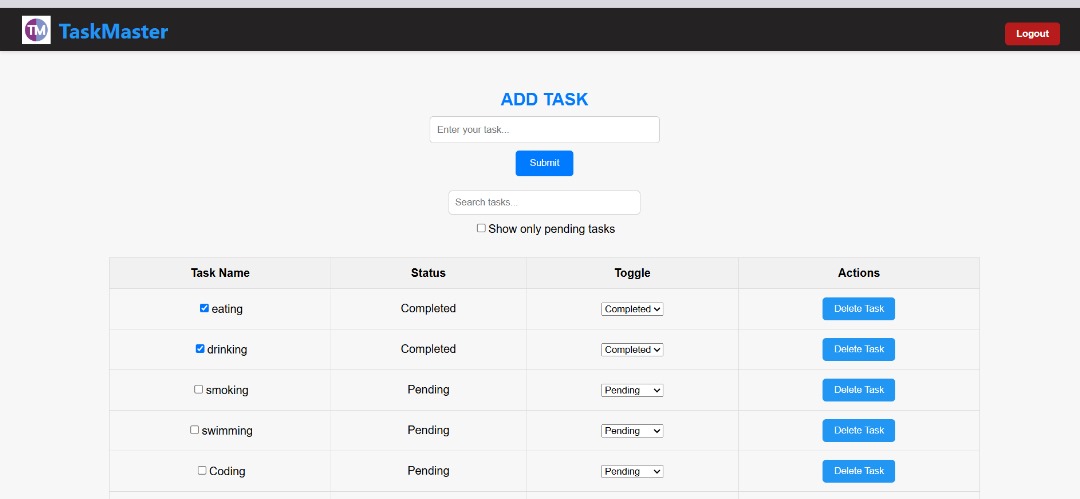 TM TaskMaster
Logout
ADD TASK
Enter your task...
Submit
Search tasks...
Show only pending tasks
Task Name Status Toggle Actions
eating Completed Completed Delete Task
drinking Completed Completed Delete Task
smoking Pending Pending Delete Task
swimming Pending Pending Delete Task
Coding Pending Pending Delete Task